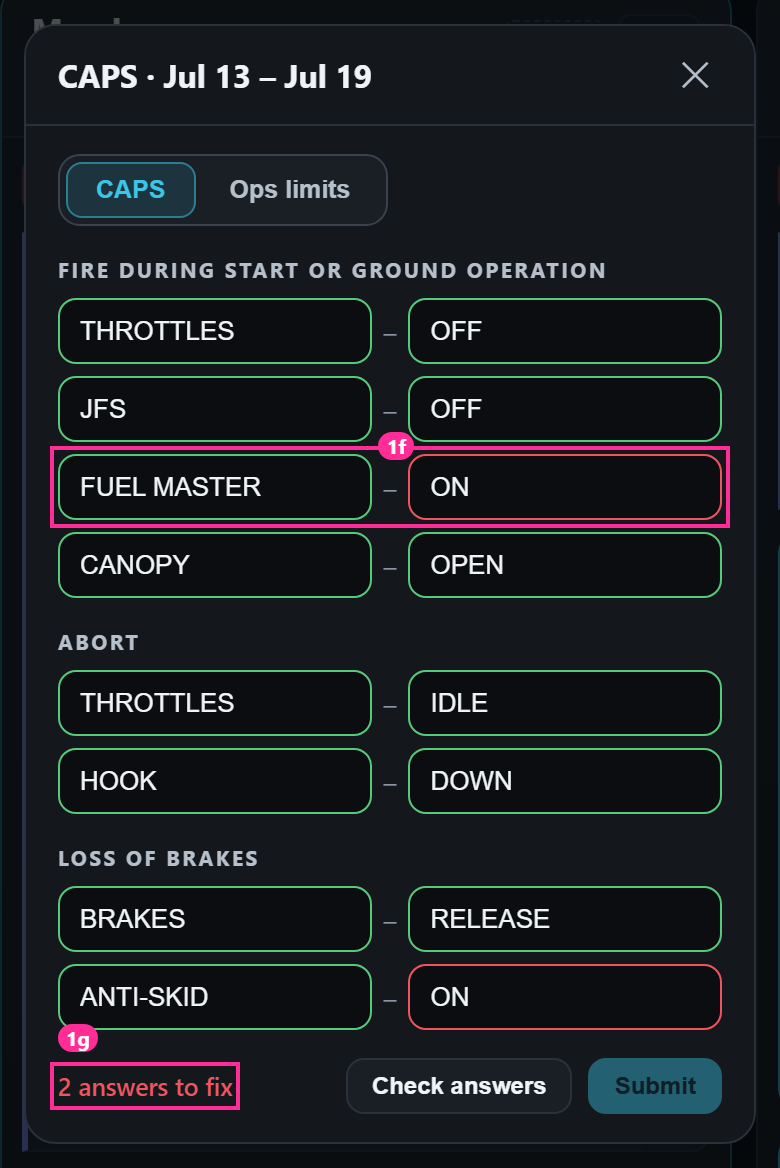 CAPS · Jul 13 – Jul 19
CAPS Ops limits
FIRE DURING START OR GROUND OPERATION
THROTTLES – OFF
JFS – OFF
1f
FUEL MASTER – ON
CANOPY – OPEN
ABORT
THROTTLES – IDLE
HOOK – DOWN
LOSS OF BRAKES
BRAKES – RELEASE
ANTI-SKID – ON
1g
2 answers to fix Check answers Submit